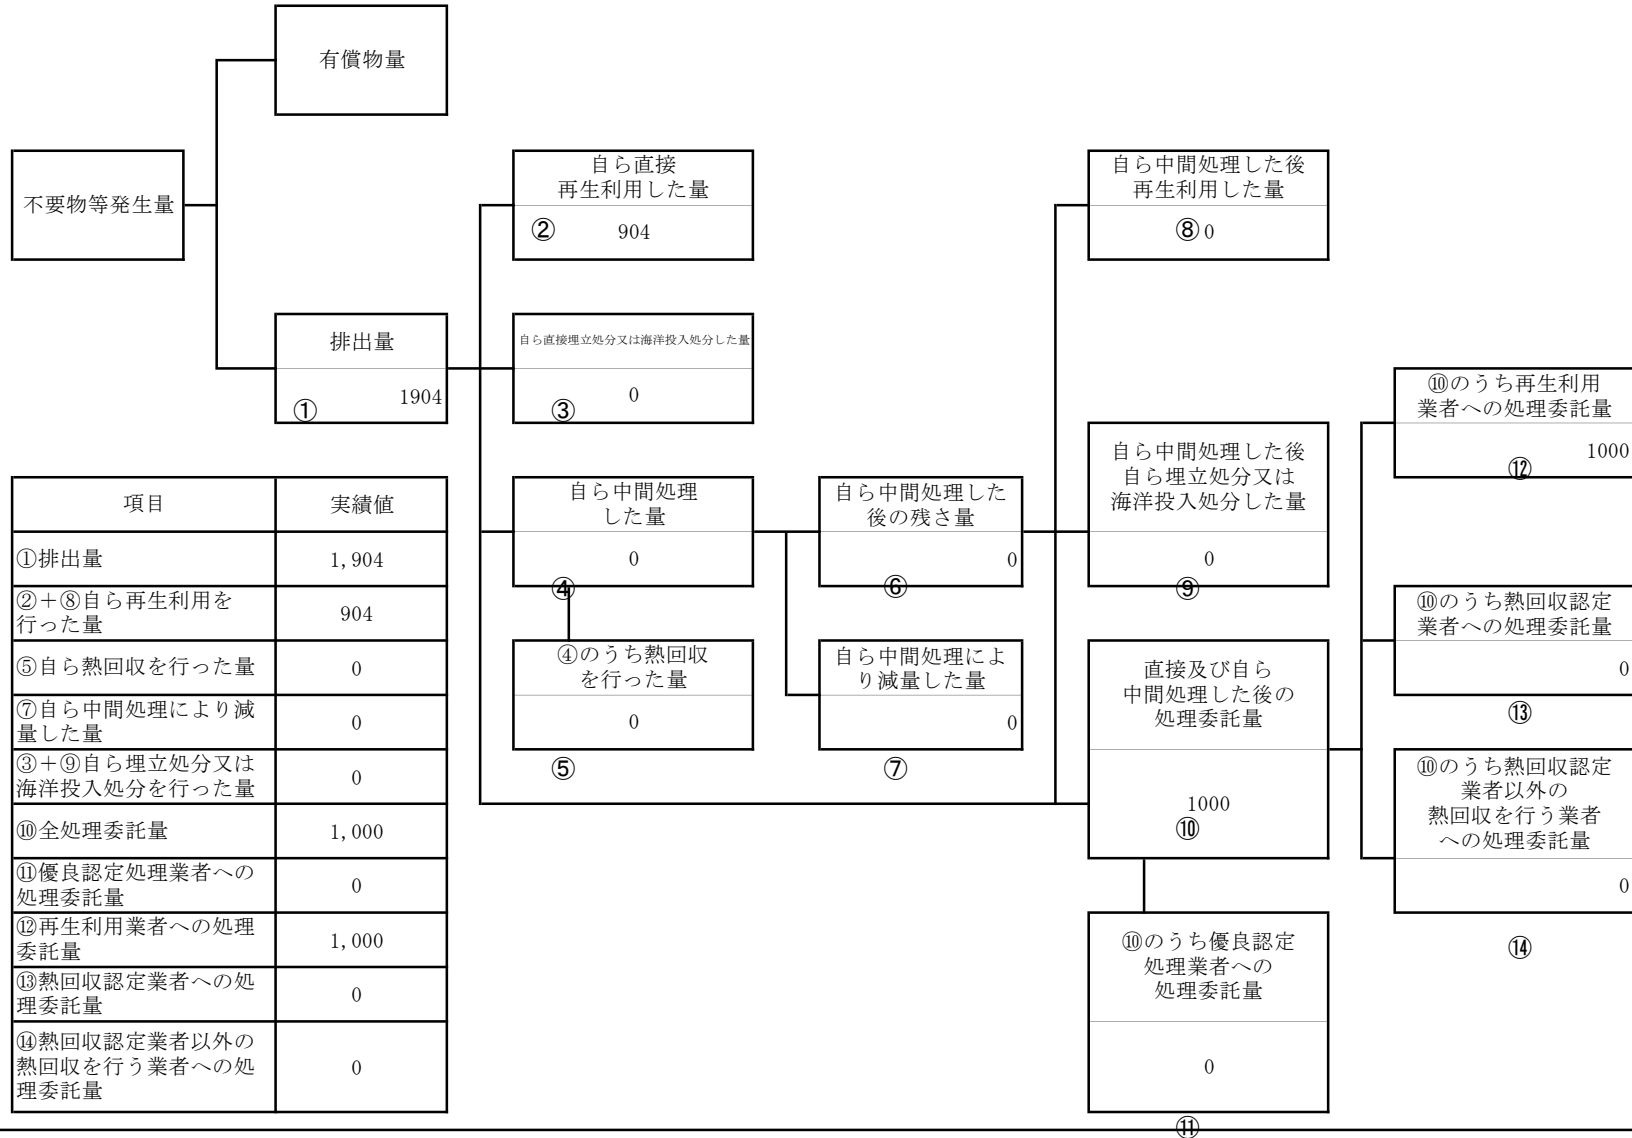 有償物量
不要物等発生量
自ら直接
再生利用した量
② 904
自ら中間処理した後
再生利用した量
⑧ 0
排出量
① 1904
自ら直接埋立処分又は海洋投入処分した量
③ 0
⑩のうち再生利用
業者への処理委託量
1000
⑫
自ら中間処理
した量
0
④
自ら中間処理した
後の残さ量
0
⑥
自ら中間処理した後
自ら埋立処分又は
海洋投入処分した量
0
⑨
⑩のうち熱回収認定
業者への処理委託量
0
⑬
④のうち熱回収
を行った量
0
⑤
自ら中間処理によ
り減量した量
0
⑦
直接及び自ら
中間処理した後の
処理委託量
1000
⑩
⑩のうち熱回収認定
業者以外の
熱回収を行う業者
への処理委託量
0
⑭
⑩のうち優良認定
処理業者への
処理委託量
0
⑪
項目 実績値
①排出量 1,904
②+⑧自ら再生利用を
行った量 904
⑤自ら熱回収を行った量 0
⑦自ら中間処理により減
量した量 0
③+⑨自ら埋立処分又は
海洋投入処分を行った量 0
⑩全処理委託量 1,000
⑪優良認定処理業者への
処理委託量 0
⑫再生利用業者への処理
委託量 1,000
⑬熱回収認定業者への処
理委託量 0
⑭熱回収認定業者以外の
熱回収を行う業者への処
理委託量 0